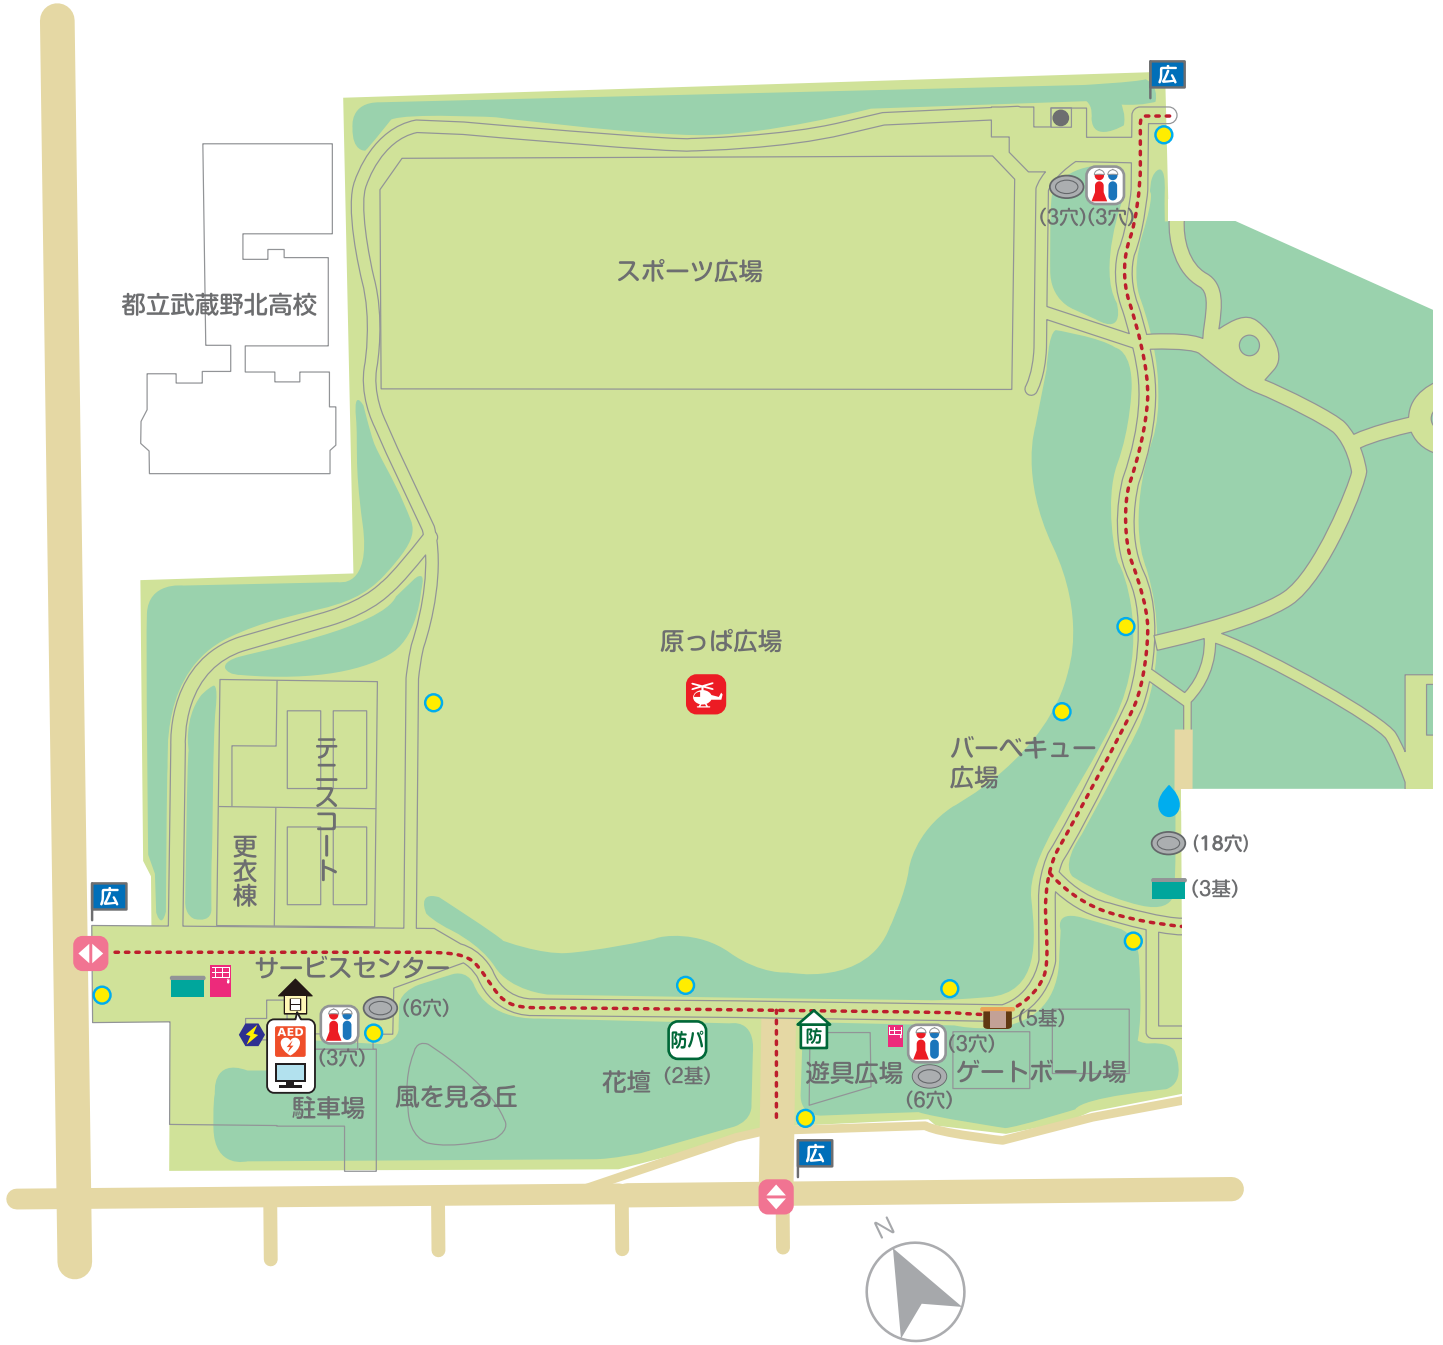 広
(3穴)(3穴)
スポーツ広場
都立武蔵野北高校
原っぱ広場
バーベキュー
広場
テニスコート
更衣棟
(18穴)
(3基)
広
サービスセンター
(6穴)
AED
(3穴)
駐車場
風を見る丘
防パ
花壇
(2基)
防
(5基)
(3穴)
遊具広場
ゲートボール場
(6穴)
広
N